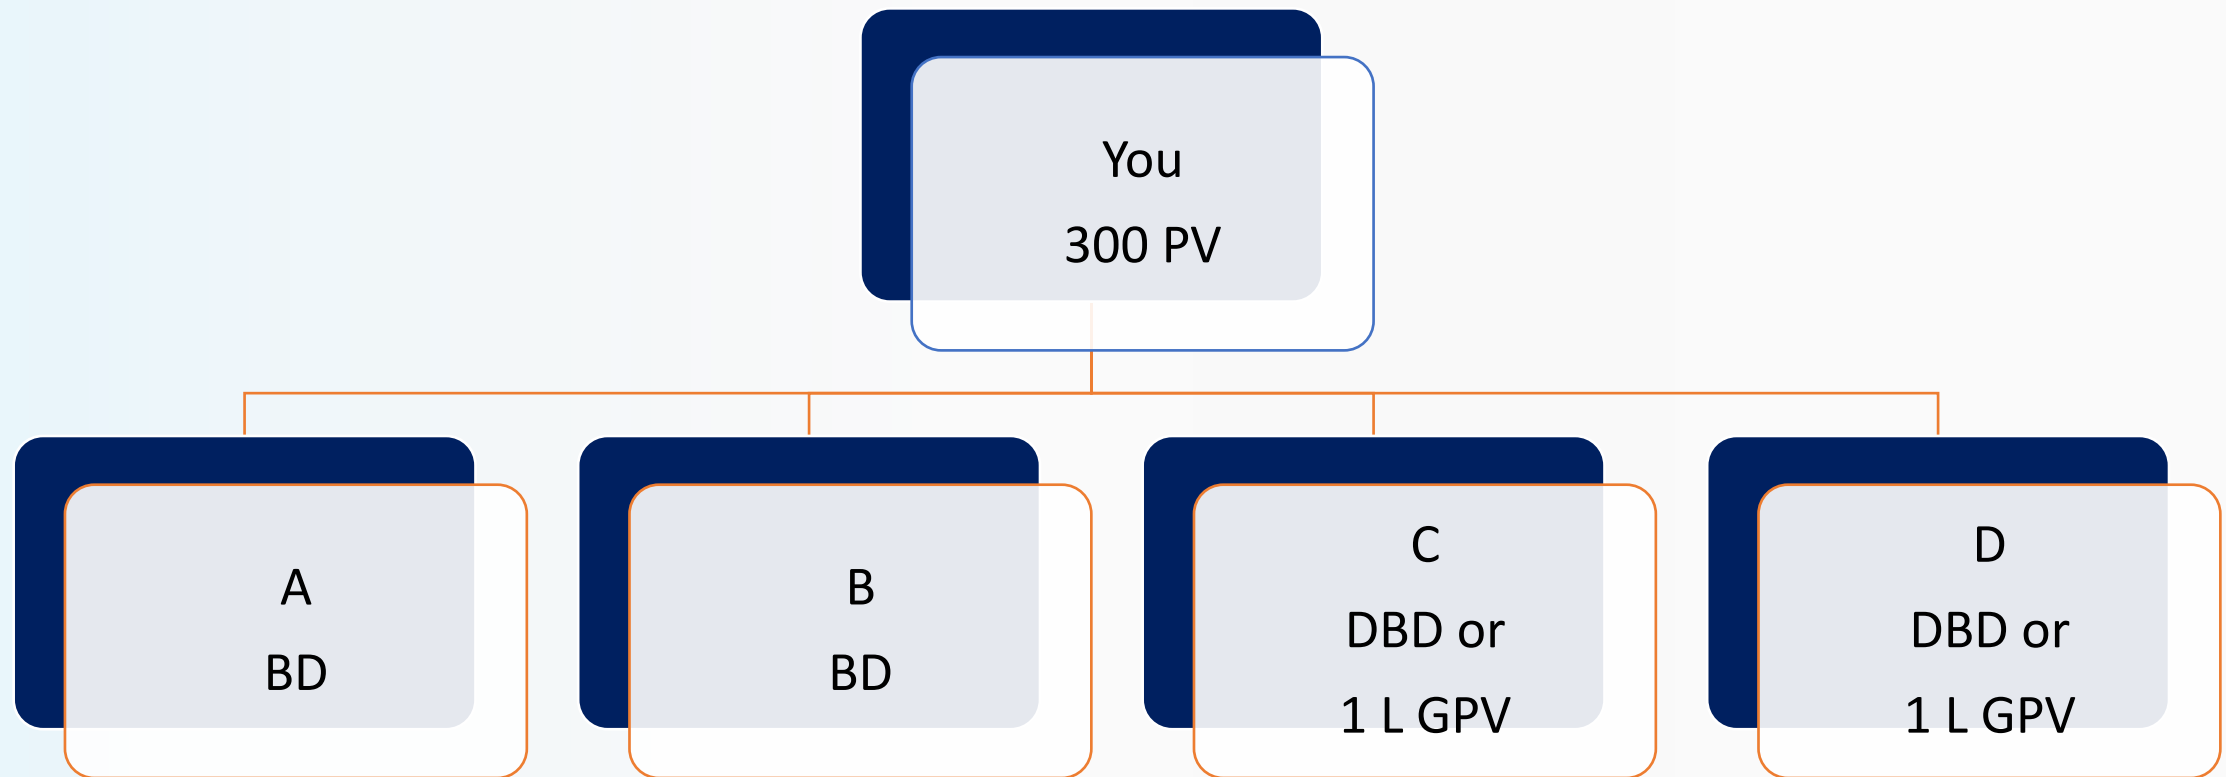 You
300 PV
A
BD
B
BD
C
DBD or
1 L GPV
D
DBD or
1 L GPV